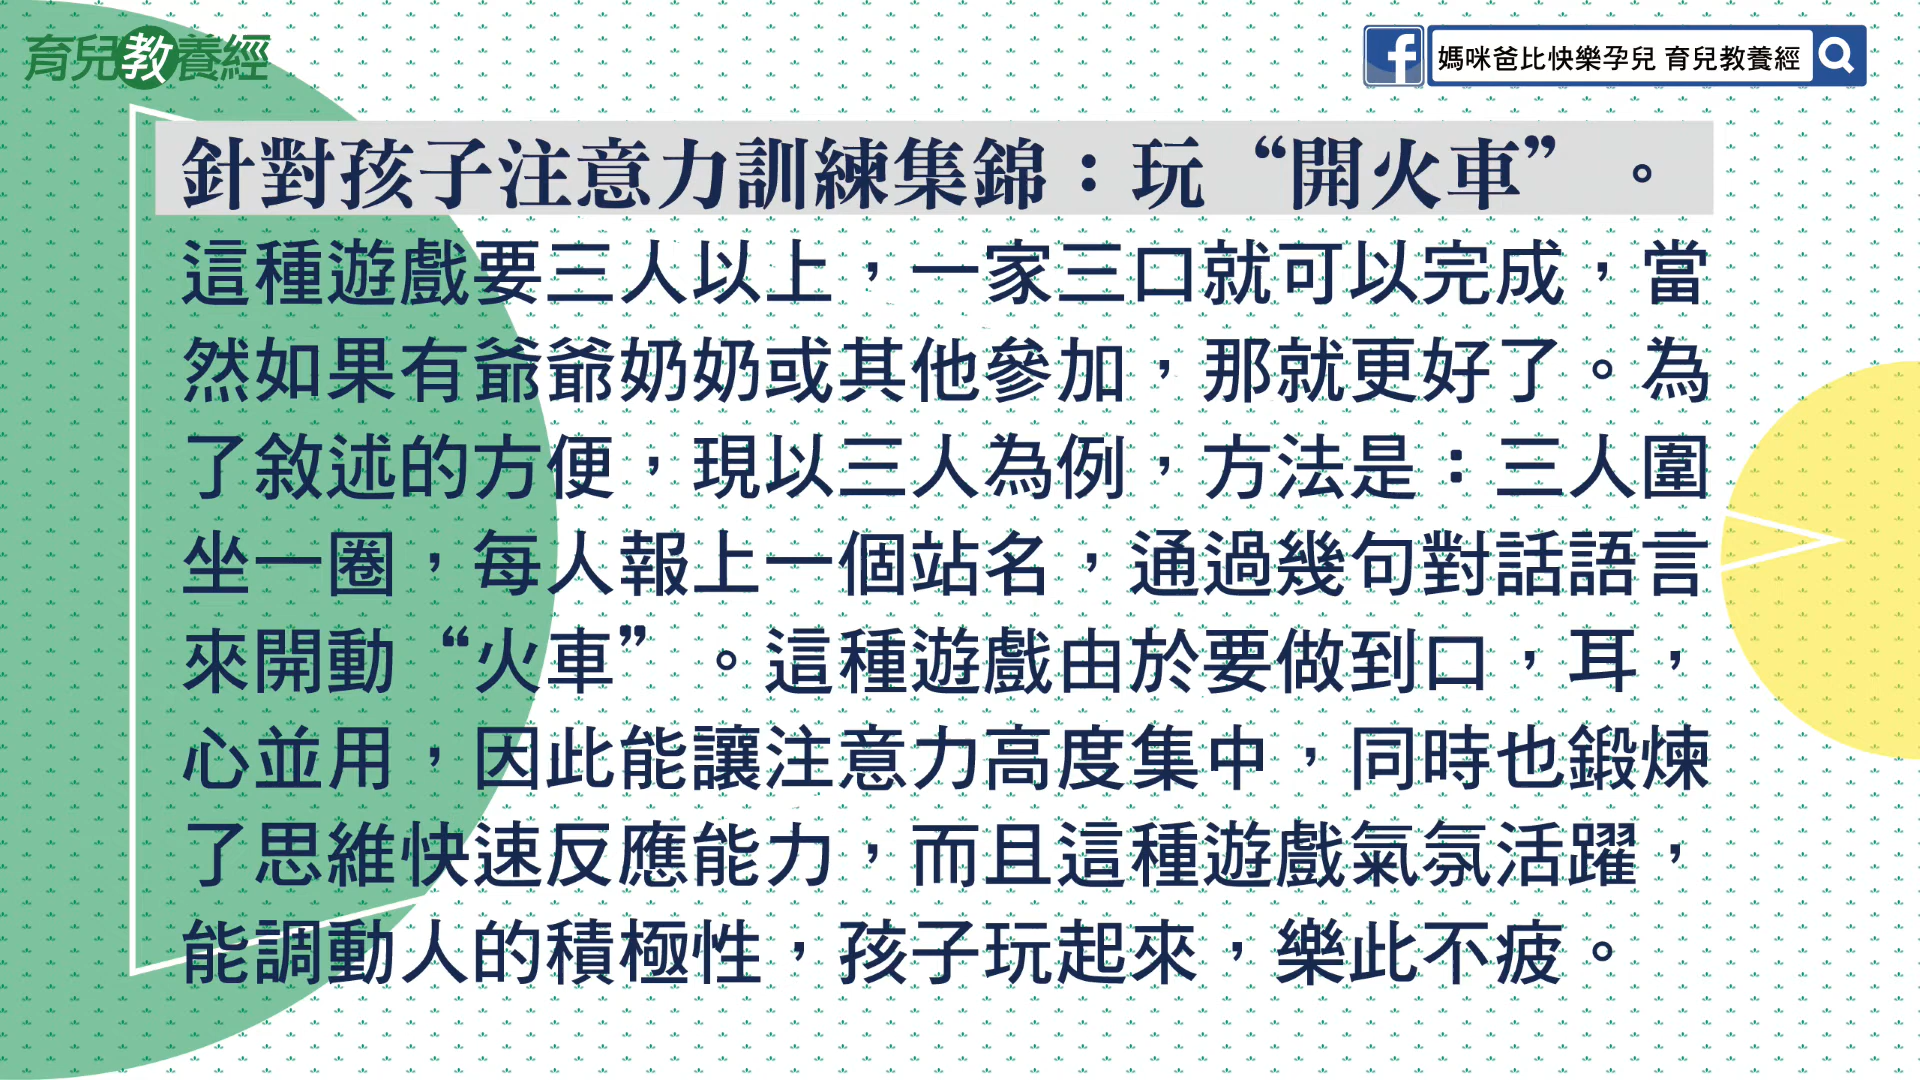 育兒教養經
媽咪爸比快樂孕兒 育兒教養經
針對孩子注意力訓練集錦：玩“開火車”。
這種遊戲要三人以上，一家三口就可以完成，當
然如果有爺爺奶奶或其他參加，那就更好了。為
了敘述的方便，現以三人為例，方法是：三人圍
坐一圈，每人報上一個站名，通過幾句對話語言
來開動“火車”。這種遊戲由於要做到口，耳，
心並用，因此能讓注意力高度集中，同時也鍛煉
了思維快速反應能力，而且這種遊戲氣氛活躍，
能調動人的積極性，孩子玩起來，樂此不疲。